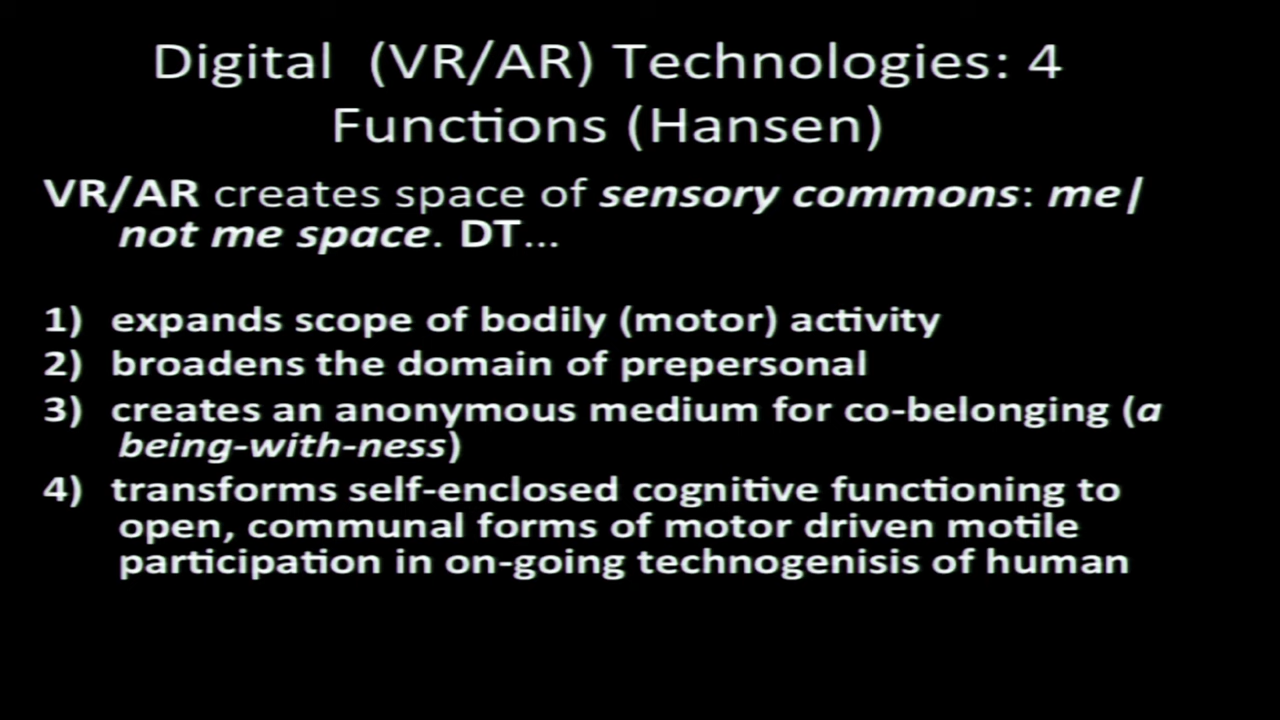 Digital (VR/AR) Technologies: 4
Functions (Hansen)
VR/AR creates space of sensory commons: me|
not me space. DT...
1) expands scope of bodily (motor) activity
2) broadens the domain of prepersonal
3) creates an anonymous medium for co-belonging (a
being-with-ness)
4) transforms self-enclosed cognitive functioning to
open, communal forms of motor driven motile
participation in on-going technogenisis of human